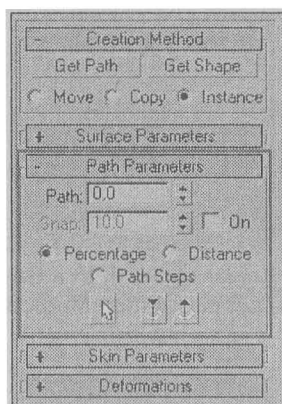 - Creation Method
Get Path Get Shape
Move Copy Instance
+ Surface Parameters
- Path Parameters
Path: 0.0
Snap: 10.0 On
Percentage Distance
Path Steps
+ Skin Parameters
+ Deformations